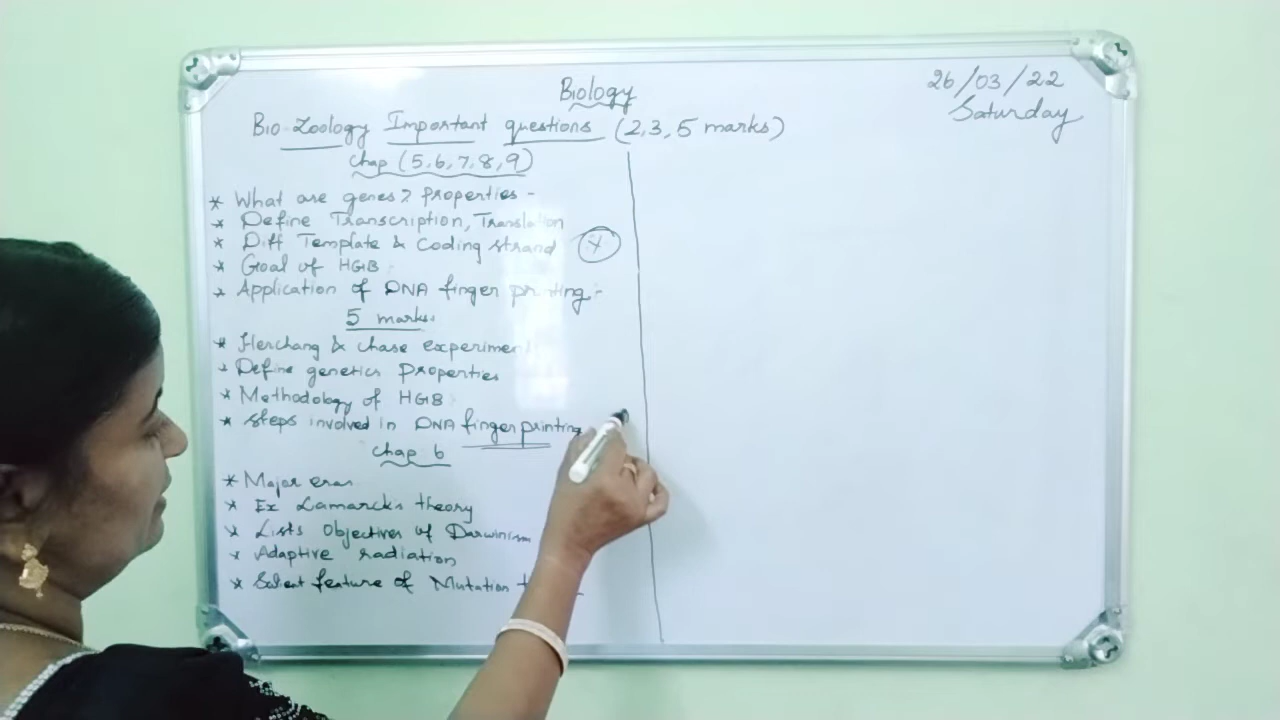 Biology
26/03/22
Saturday
Bio-Zoology Important questions (2,3,5 marks)
Chap (5,6,7,8,9)
* What are genes? Properties -
* Define Transcription, Translation
* Diff Template & Coding strand
* Goal of HGB
* Application of DNA finger printing:-
5 marks
* Herchang & chase experiment
* Define genetics Properties
* Methodology of HGB
* Steps involved in DNA finger printing
Chap 6
* Major eras
* Ex Lamarck's theory
* Lists Objectives of Darwinism
* Adaptive radiation
* Salient feature of Mutation